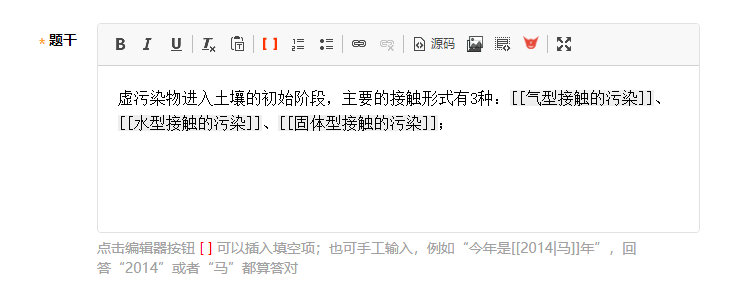 *题干
B I U Tx [ ] 源码
虚污染物进入土壤的初始阶段，主要的接触形式有3种：[[气型接触的污染]]、
[[水型接触的污染]]、[[固体型接触的污染]]；
点击编辑器按钮 [ ] 可以插入填空项；也可手工输入，例如“今年是[[2014|马]]年”，回
答“2014”或者“马”都算答对